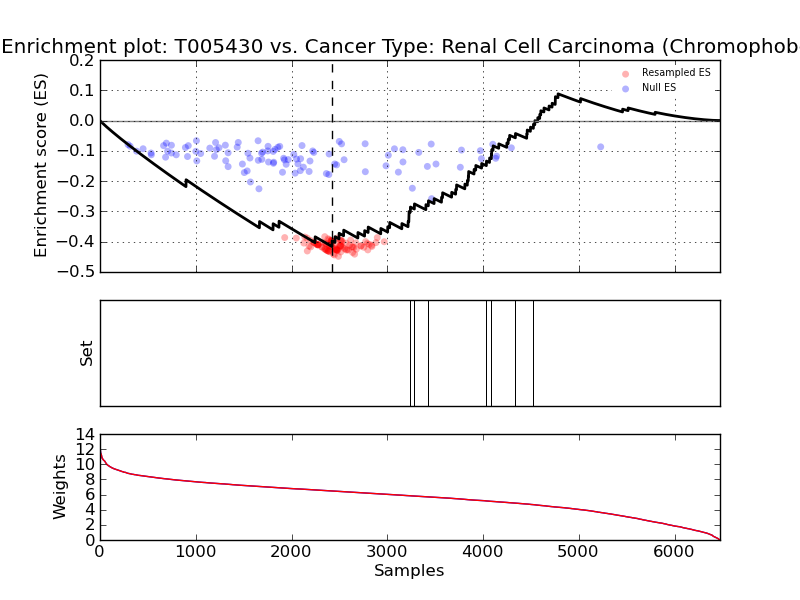 Enrichment plot: T005430 vs. Cancer Type: Renal Cell Carcinoma (Chromophob
0.2
0.1
0.0
−0.1
−0.2
−0.3
−0.4
−0.5
Enrichment score (ES)
Resampled ES
Null ES
Set
14
12
10
8
6
4
2
0
Weights
0 1000 2000 3000 4000 5000 6000
Samples